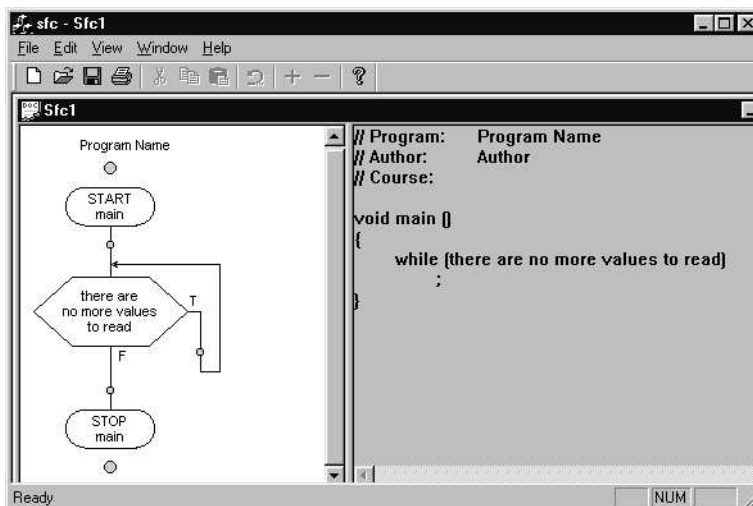 sfc - Sfc1
File Edit View Window Help
Sfc1
Program Name
START
main
there are
no more values
to read
T
F
STOP
main
// Program: Program Name
// Author: Author
// Course:
void main ()
{
while (there are no more values to read)
;
}
Ready
NUM